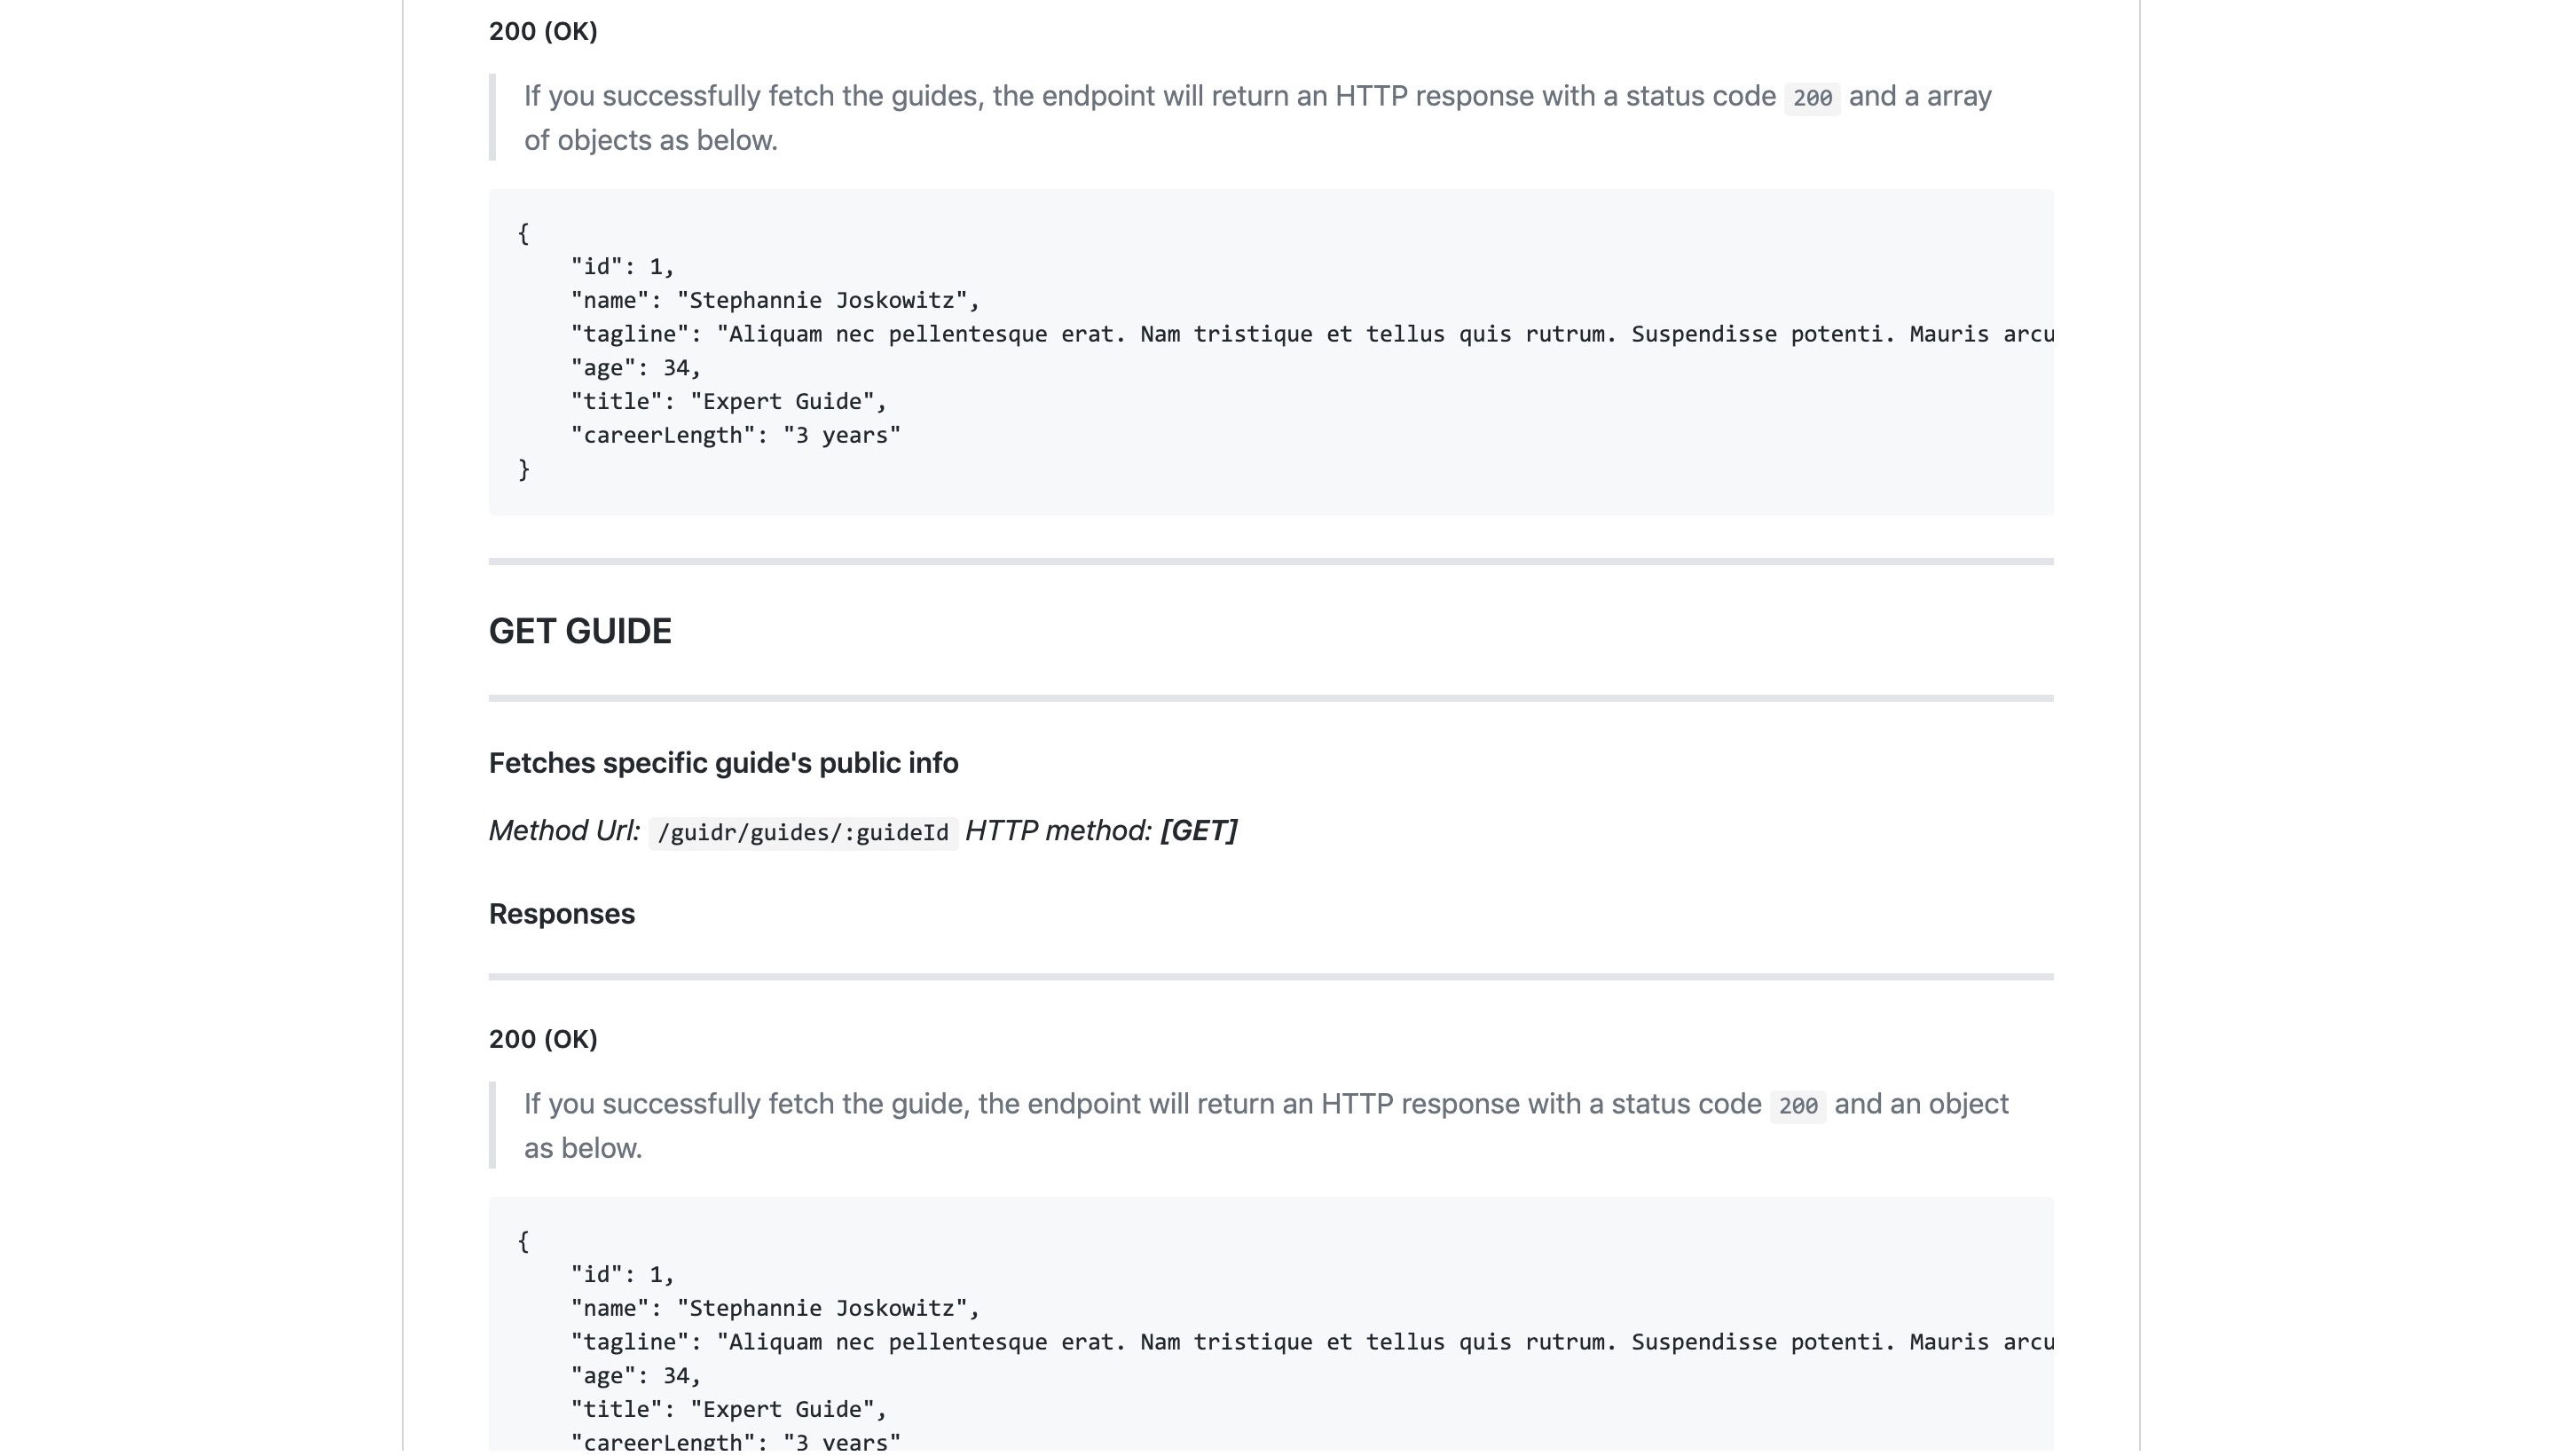 200 (OK)
If you successfully fetch the guides, the endpoint will return an HTTP response with a status code 200 and a array
of objects as below.
{
    "id": 1,
    "name": "Stephannie Joskowitz",
    "tagline": "Aliquam nec pellentesque erat. Nam tristique et tellus quis rutrum. Suspendisse potenti. Mauris arcu
    "age": 34,
    "title": "Expert Guide",
    "careerLength": "3 years"
}
GET GUIDE
Fetches specific guide's public info
Method Url: /guidr/guides/:guideId HTTP method: [GET]
Responses
200 (OK)
If you successfully fetch the guide, the endpoint will return an HTTP response with a status code 200 and an object
as below.
{
    "id": 1,
    "name": "Stephannie Joskowitz",
    "tagline": "Aliquam nec pellentesque erat. Nam tristique et tellus quis rutrum. Suspendisse potenti. Mauris arcu
    "age": 34,
    "title": "Expert Guide",
    "careerLength": "3 years"